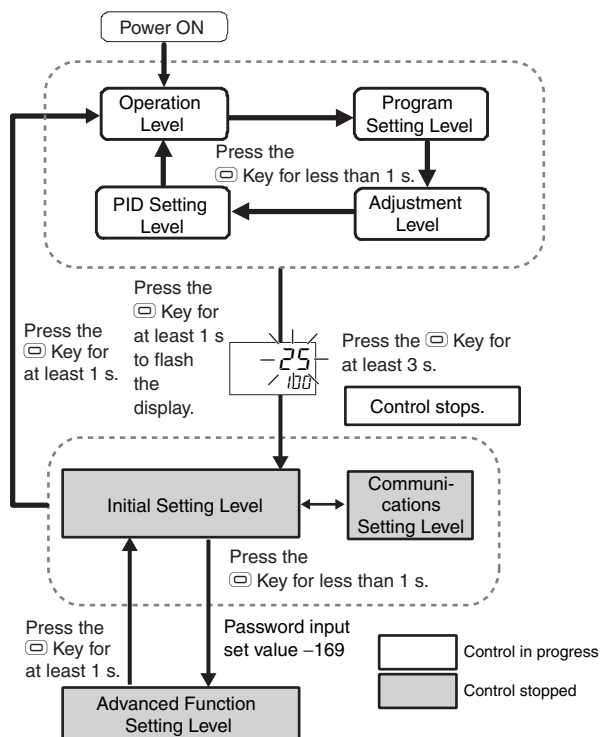 Power ON
Operation
Level
Program
Setting Level
Press the
Key for less than 1 s.
PID Setting
Level
Adjustment
Level
Press the
Key for
at least 1 s.
Press the
Key for
at least 1 s
to flash
the
display.
25
100
Press the Key for
at least 3 s.
Control stops.
Initial Setting Level
Communi-
cations
Setting Level
Press the
Key for less than 1 s.
Press the
Key for
at least 1 s.
Password input
set value −169
Control in progress
Control stopped
Advanced Function
Setting Level